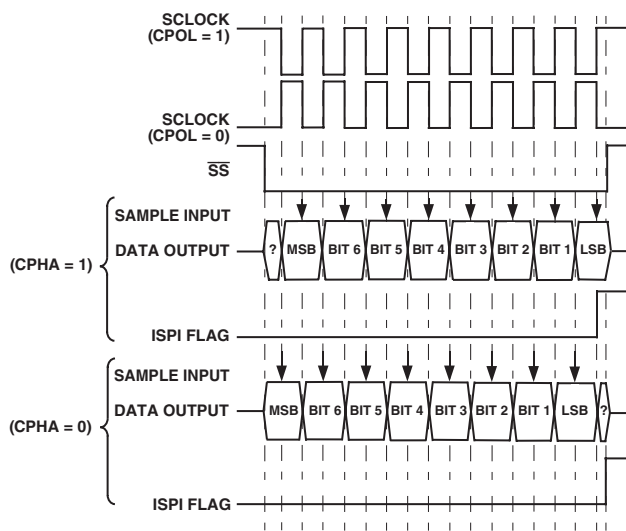 SCLOCK
(CPOL = 1)
SCLOCK
(CPOL = 0)
SS
(CPHA = 1)
SAMPLE INPUT
DATA OUTPUT
? MSB BIT 6 BIT 5 BIT 4 BIT 3 BIT 2 BIT 1 LSB
ISPI FLAG
(CPHA = 0)
SAMPLE INPUT
DATA OUTPUT
MSB BIT 6 BIT 5 BIT 4 BIT 3 BIT 2 BIT 1 LSB ?
ISPI FLAG